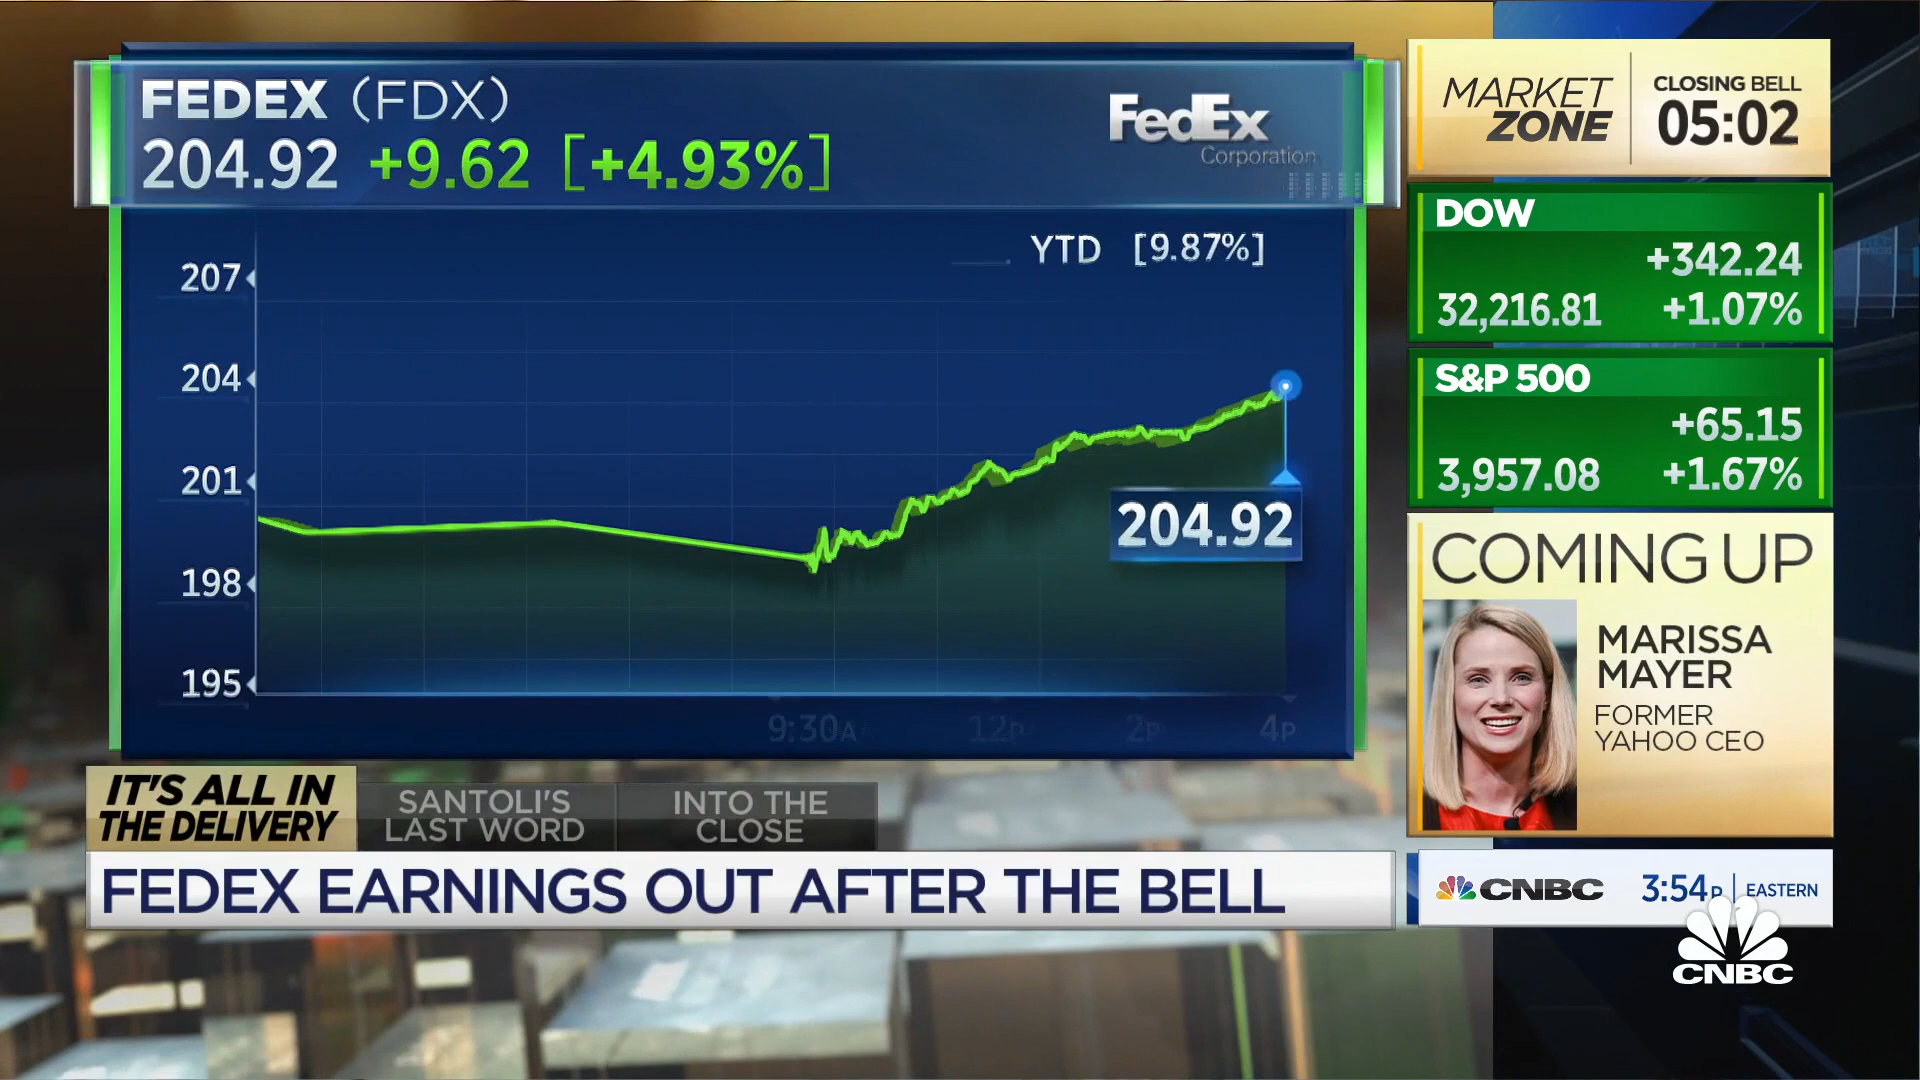 FEDEX (FDX)
204.92 +9.62 [+4.93%]
FedEx
Corporation
YTD [9.87%]
207
204
201
198
195
204.92
9:30A 12P 2P 4P
MARKET
ZONE
CLOSING BELL
05:02
DOW
+342.24
32,216.81 +1.07%
S&P 500
+65.15
3,957.08 +1.67%
COMING UP
MARISSA
MAYER
FORMER
YAHOO CEO
IT'S ALL IN
THE DELIVERY
SANTOLI'S
LAST WORD
INTO THE
CLOSE
FEDEX EARNINGS OUT AFTER THE BELL
CNBC 3:54P EASTERN
CNBC